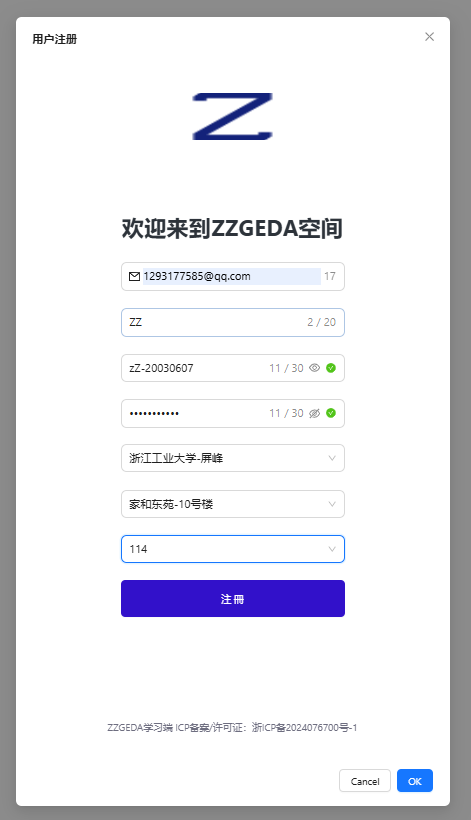 用户注册
Z
欢迎来到ZZGEDA空间
1293177585@qq.com 17
ZZ 2 / 20
zZ-20030607 11 / 30
••••••••••• 11 / 30
浙江工业大学-屏峰
家和东苑-10号楼
114
注冊
ZZGEDA学习端 ICP备案/许可证：浙ICP备2024076700号-1
Cancel OK